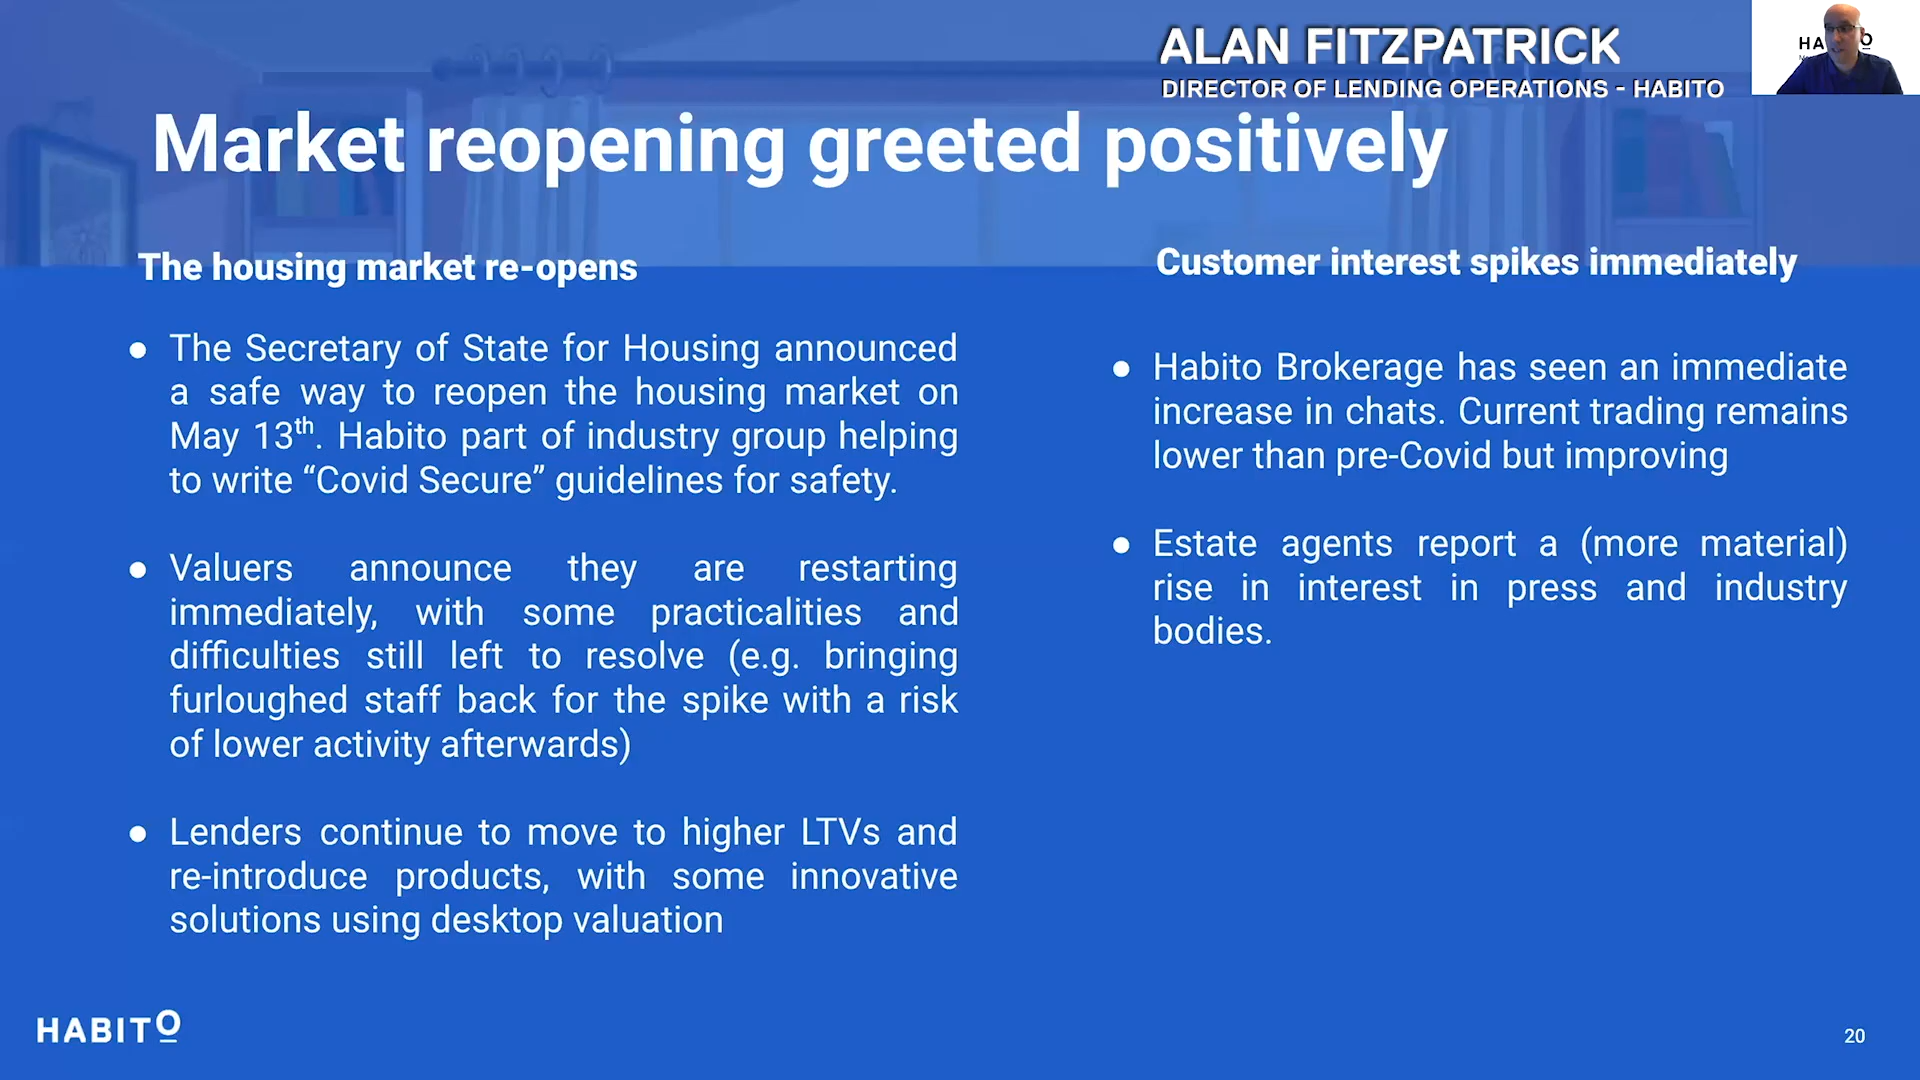 ALAN FITZPATRICK
DIRECTOR OF LENDING OPERATIONS - HABITO
Market reopening greeted positively
The housing market re-opens
● The Secretary of State for Housing announced
a safe way to reopen the housing market on
May 13th. Habito part of industry group helping
to write “Covid Secure” guidelines for safety.
● Valuers announce they are restarting
immediately, with some practicalities and
difficulties still left to resolve (e.g. bringing
furloughed staff back for the spike with a risk
of lower activity afterwards)
● Lenders continue to move to higher LTVs and
re-introduce products, with some innovative
solutions using desktop valuation
Customer interest spikes immediately
● Habito Brokerage has seen an immediate
increase in chats. Current trading remains
lower than pre-Covid but improving
● Estate agents report a (more material)
rise in interest in press and industry
bodies.
HABITO
20